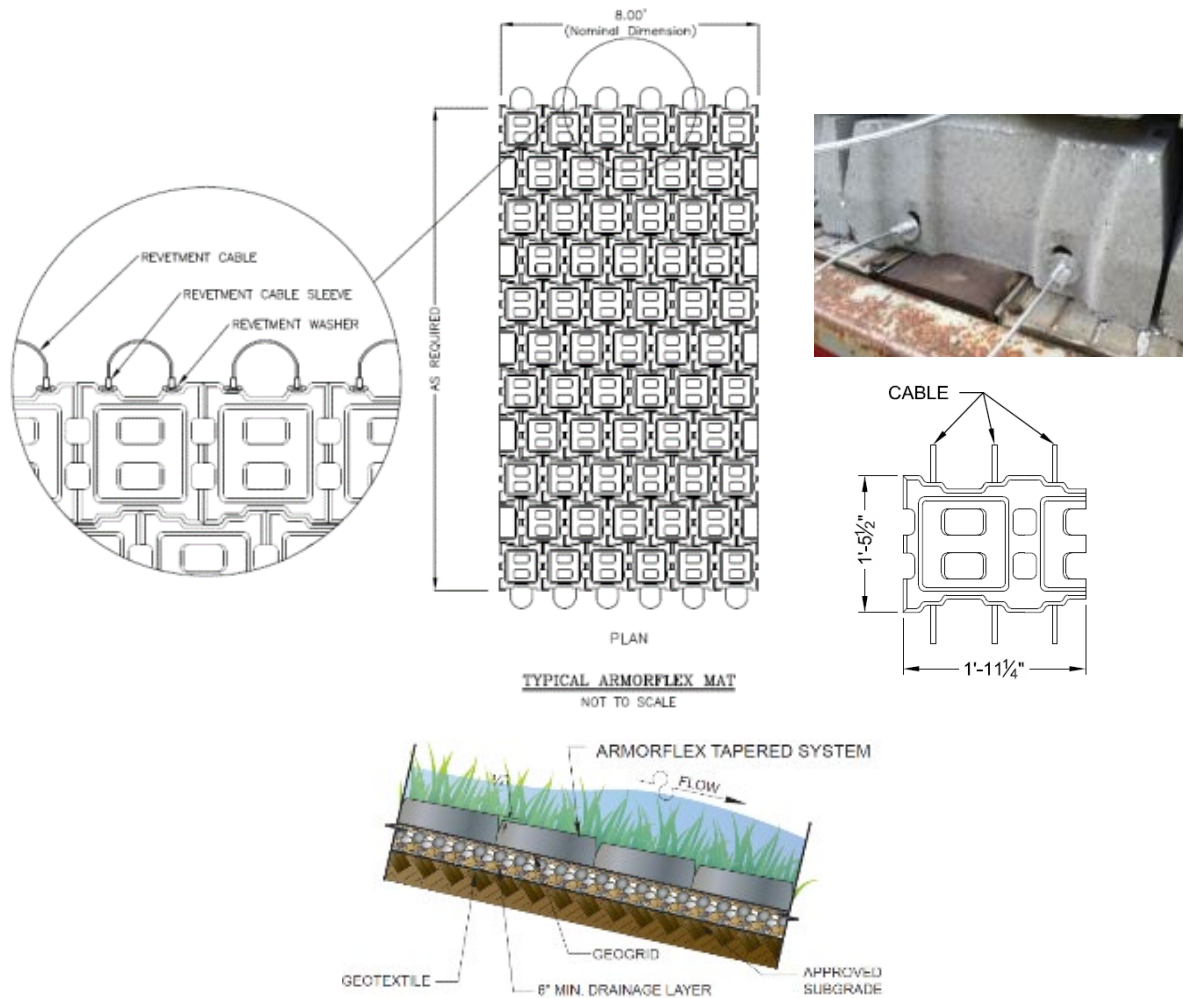 8.00'
(Nominal Dimension)
REVETMENT CABLE
REVETMENT CABLE SLEEVE
REVETMENT WASHER
AS REQUIRED
CABLE
1'-5½"
1'-11¼"
PLAN
TYPICAL ARMORFLEX MAT
NOT TO SCALE
ARMORFLEX TAPERED SYSTEM
FLOW
GEOGRID
GEOTEXTILE
6" MIN. DRAINAGE LAYER
APPROVED
SUBGRADE